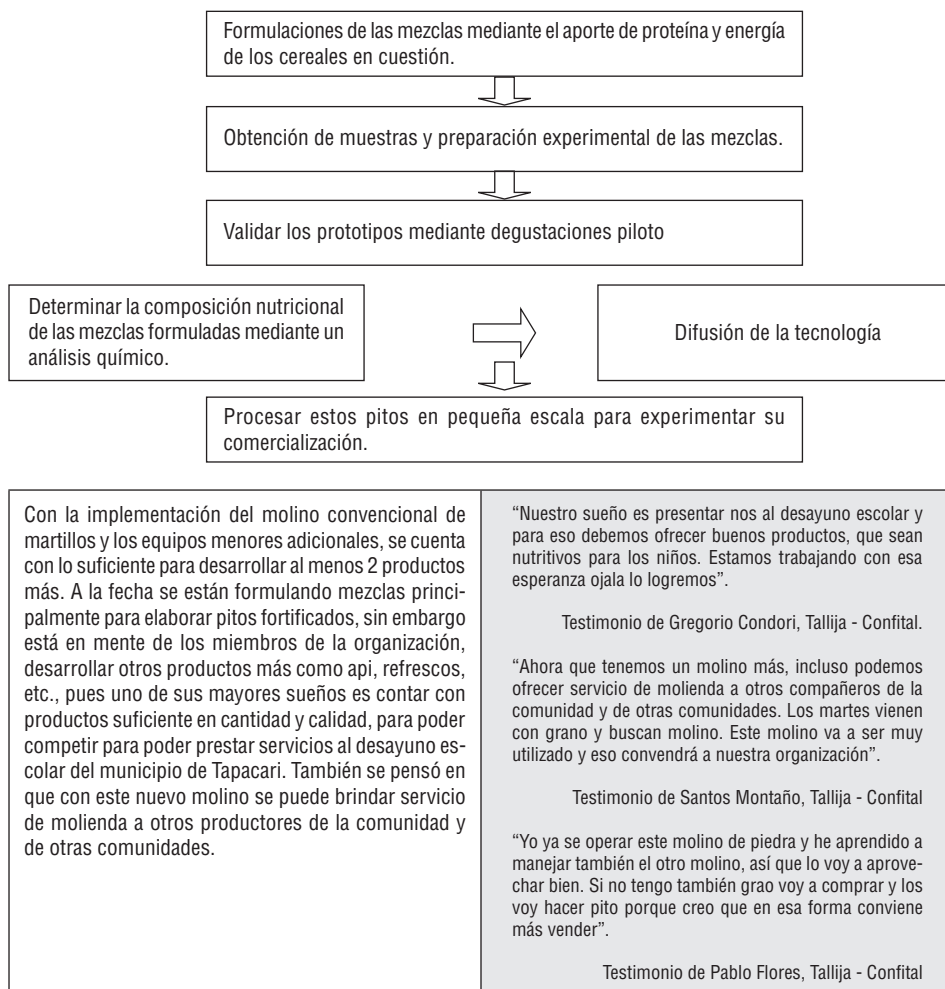 Formulaciones de las mezclas mediante el aporte de proteína y energía
de los cereales en cuestión.
Obtención de muestras y preparación experimental de las mezclas.
Validar los prototipos mediante degustaciones piloto
Determinar la composición nutricional
de las mezclas formuladas mediante un
análisis químico.
Difusión de la tecnología
Procesar estos pitos en pequeña escala para experimentar su
comercialización.
Con la implementación del molino convencional de
martillos y los equipos menores adicionales, se cuenta
con lo suficiente para desarrollar al menos 2 productos
más. A la fecha se están formulando mezclas princi-
palmente para elaborar pitos fortificados, sin embargo
está en mente de los miembros de la organización,
desarrollar otros productos más como api, refrescos,
etc., pues uno de sus mayores sueños es contar con
productos suficiente en cantidad y calidad, para poder
competir para poder prestar servicios al desayuno es-
colar del municipio de Tapacari. También se pensó en
que con este nuevo molino se puede brindar servicio
de molienda a otros productores de la comunidad y
de otras comunidades.
“Nuestro sueño es presentar nos al desayuno escolar y
para eso debemos ofrecer buenos productos, que sean
nutritivos para los niños. Estamos trabajando con esa
esperanza ojala lo logremos”.
Testimonio de Gregorio Condori, Tallija - Confital.
“Ahora que tenemos un molino más, incluso podemos
ofrecer servicio de molienda a otros compañeros de la
comunidad y de otras comunidades. Los martes vienen
con grano y buscan molino. Este molino va a ser muy
utilizado y eso convendrá a nuestra organización”.
Testimonio de Santos Montaño, Tallija - Confital
“Yo ya se operar este molino de piedra y he aprendido a
manejar también el otro molino, así que lo voy a aprove-
char bien. Si no tengo también grao voy a comprar y los
voy hacer pito porque creo que en esa forma conviene
más vender”.
Testimonio de Pablo Flores, Tallija - Confital